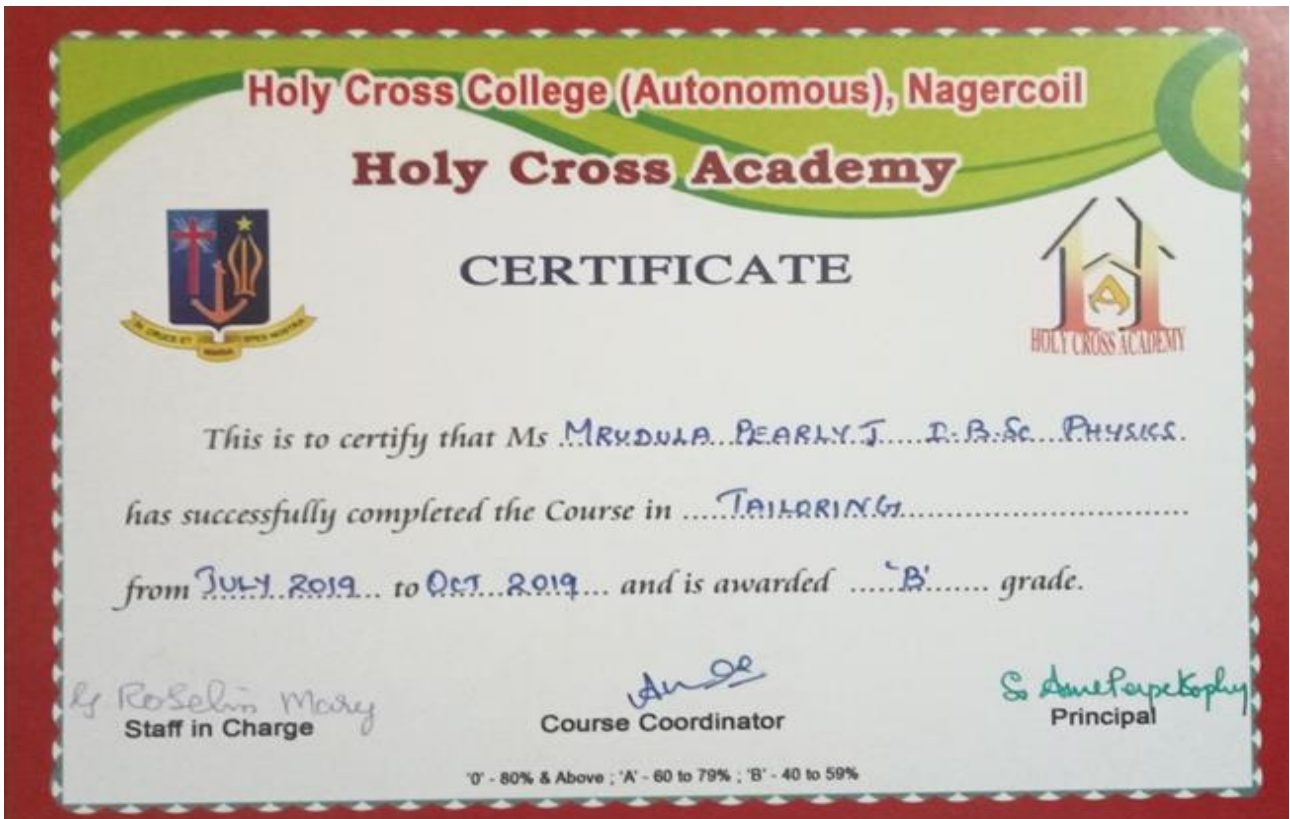 Holy Cross College (Autonomous), Nagercoil
Holy Cross Academy
CERTIFICATE
HOLY CROSS ACADEMY
This is to certify that Ms MRUDULA PEARLY J I. B.Sc PHYSICS
has successfully completed the Course in TAILORING
from JULY 2019 to OCT 2019 and is awarded 'B' grade.
Roselin Mary
Staff in Charge
Course Coordinator
Principal
'0' - 80% & Above ; 'A' - 60 to 79% ; 'B' - 40 to 59%